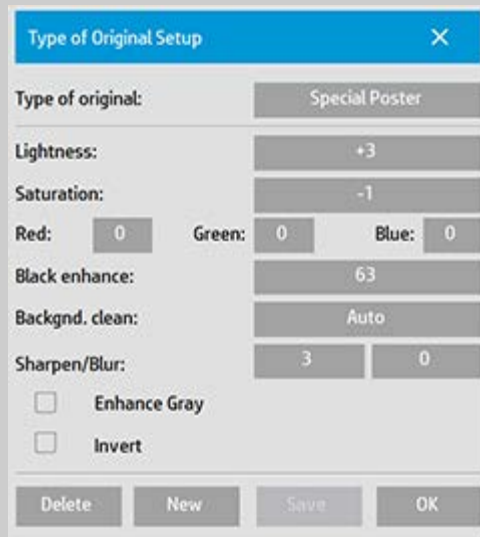 Type of Original Setup
Type of original: Special Poster
Lightness: +3
Saturation: -1
Red: 0 Green: 0 Blue: 0
Black enhance: 63
Backgnd. clean: Auto
Sharpen/Blur: 3 0
Enhance Gray
Invert
Delete New Save OK